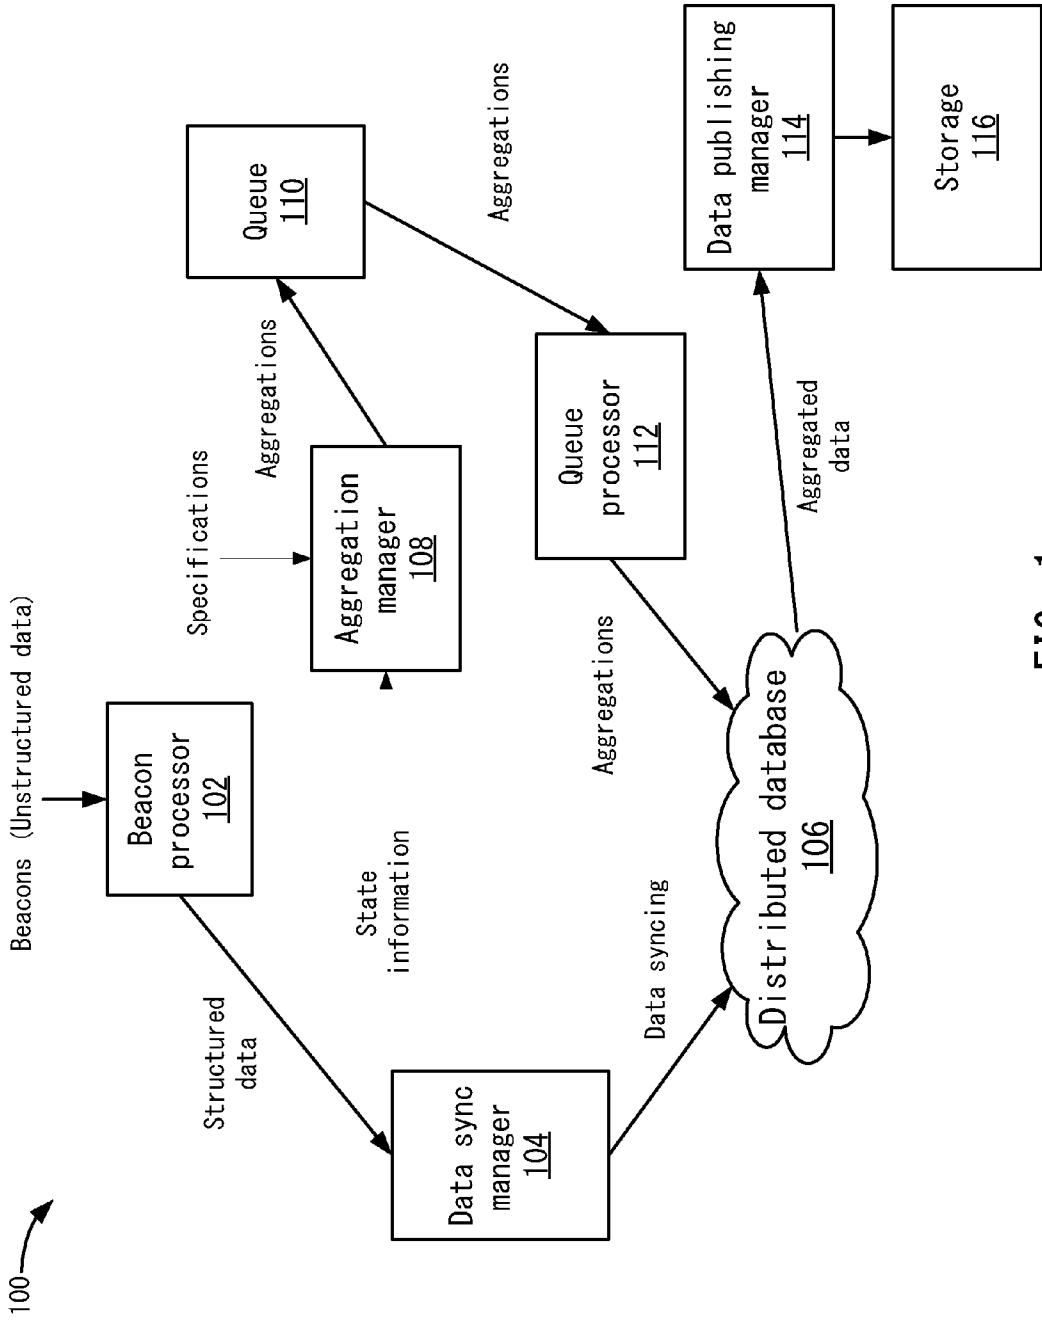 100
Beacons (Unstructured data)
Beacon
processor
102
Structured
data
Specifications
Aggregations
Queue
110
Aggregation
manager
108
State
information
Aggregations
Data sync
manager
104
Queue
processor
112
Aggregations
Data syncing
Distributed database
106
Aggregated
data
Data publishing
manager
114
Storage
116